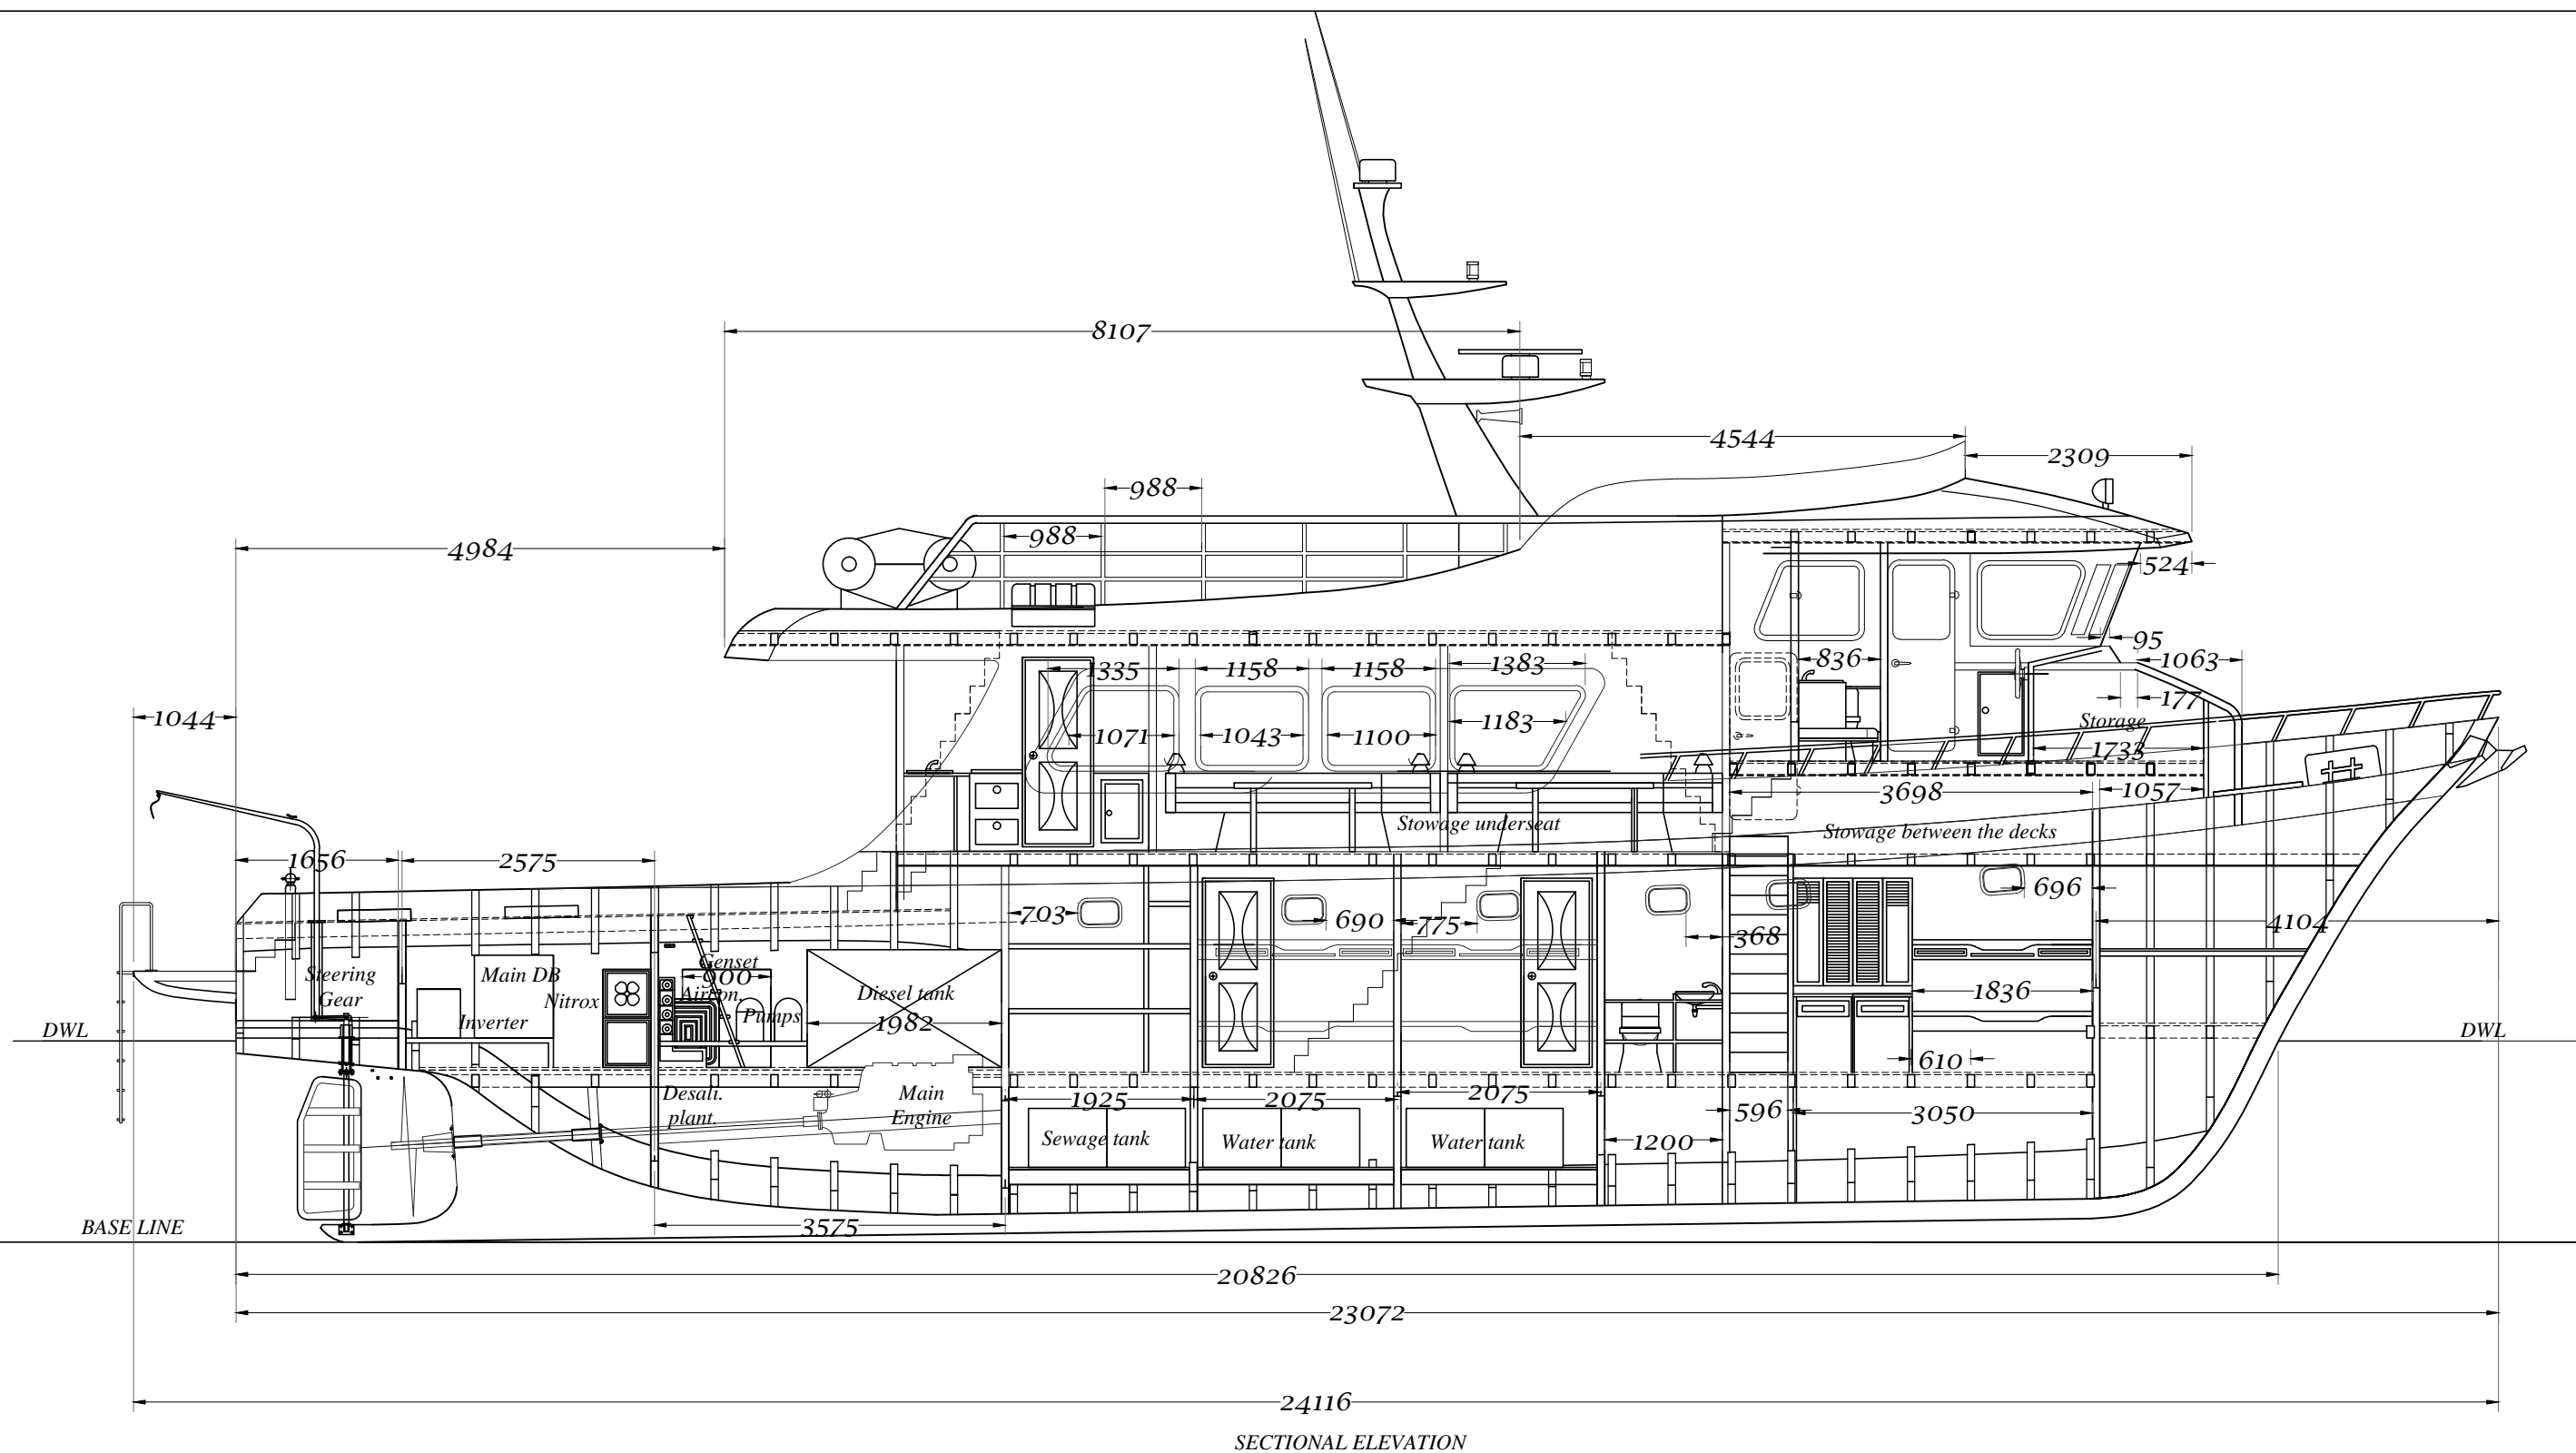 8107
4544
2309
988
988
4984
524
95
1063
836
1335
1158
1158
1383
177
1044
1071
1043
1100
1183
Storage
1733
3698
1057
Stowage underseat
Stowage between the decks
1656
2575
696
703
690
775
368
4104
Steering
Gear
Main DB
Nitrox
Inverter
Genset
900
Aircon.
Pumps
Diesel tank
1982
1836
DWL
DWL
610
Desali.
plant.
Main
Engine
1925
2075
2075
596
3050
Sewage tank
Water tank
Water tank
1200
BASE LINE
3575
20826
23072
24116
SECTIONAL ELEVATION